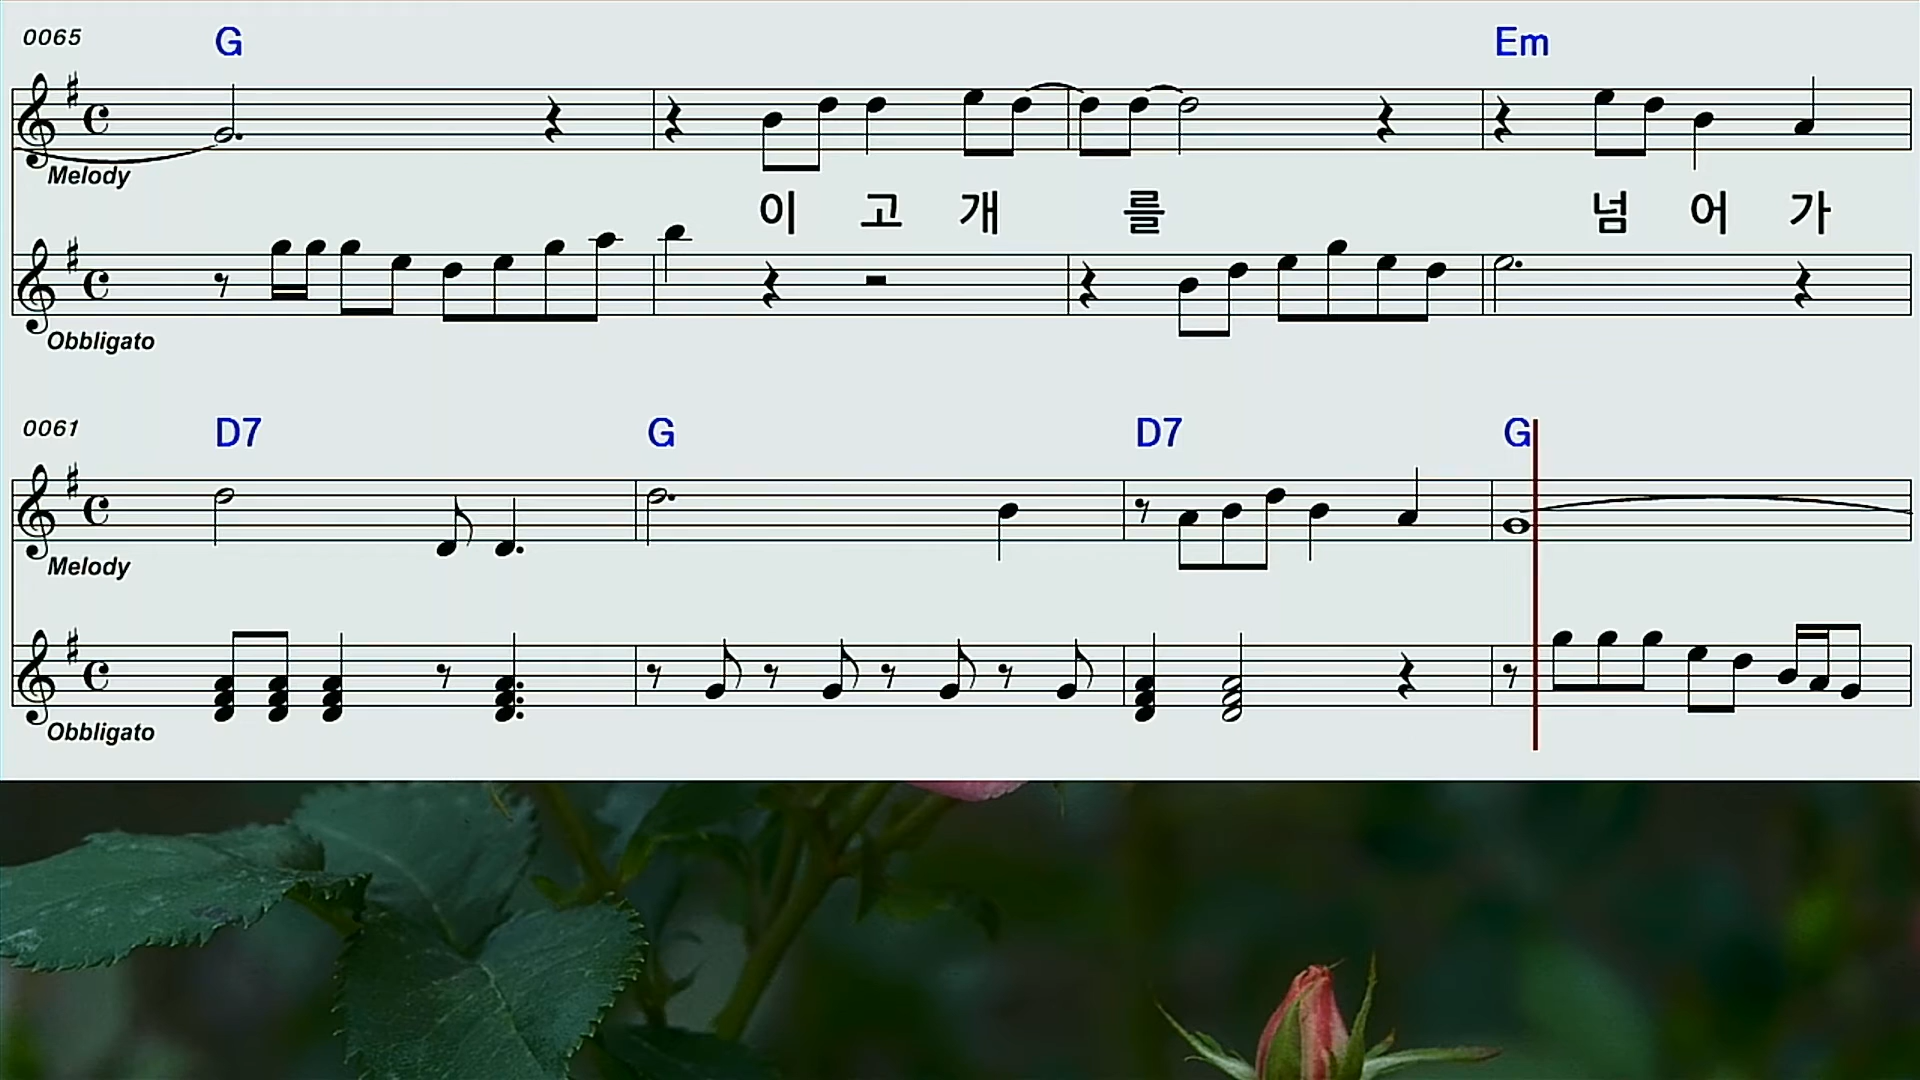 0065 G Em
Melody
이 고 개 를 넘 어 가
Obbligato
0061 D7 G D7 G
Melody
Obbligato